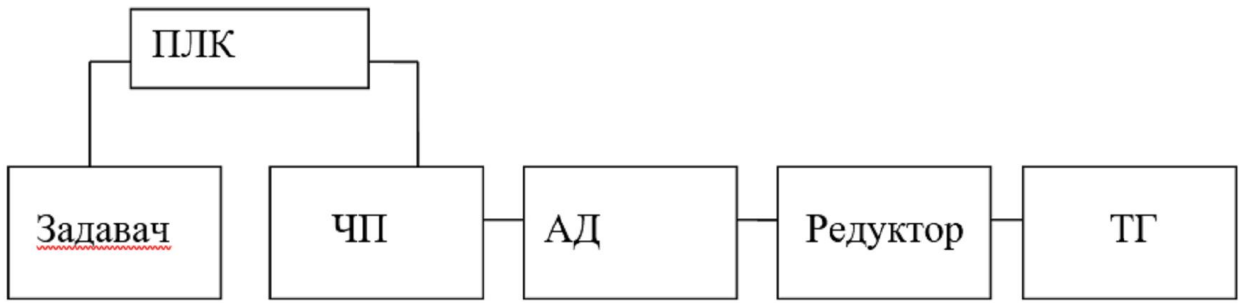 ПЛК
Задавач
ЧП
АД
Редуктор
ТГ